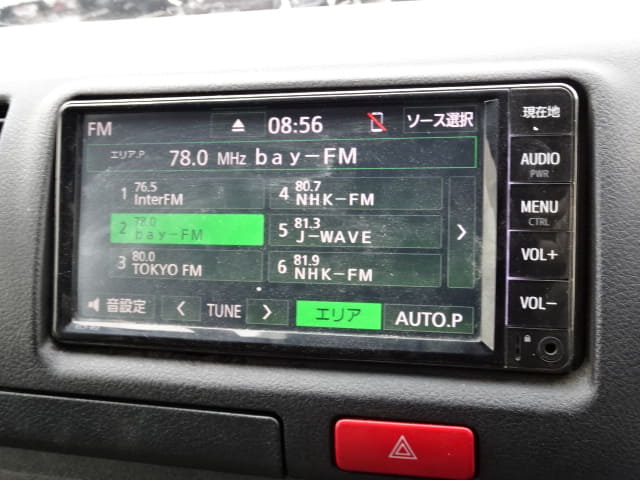 FM 08:56 ソース選択
エリア.P 78.0 MHz bay-FM
1 76.5 InterFM
2 78.0 bay-FM
3 80.0 TOKYO FM
4 80.7 NHK-FM
5 81.3 J-WAVE
6 81.9 NHK-FM
音設定 < TUNE > エリア AUTO.P
現在地
AUDIO
PWR
MENU
CTRL
VOL+
VOL-